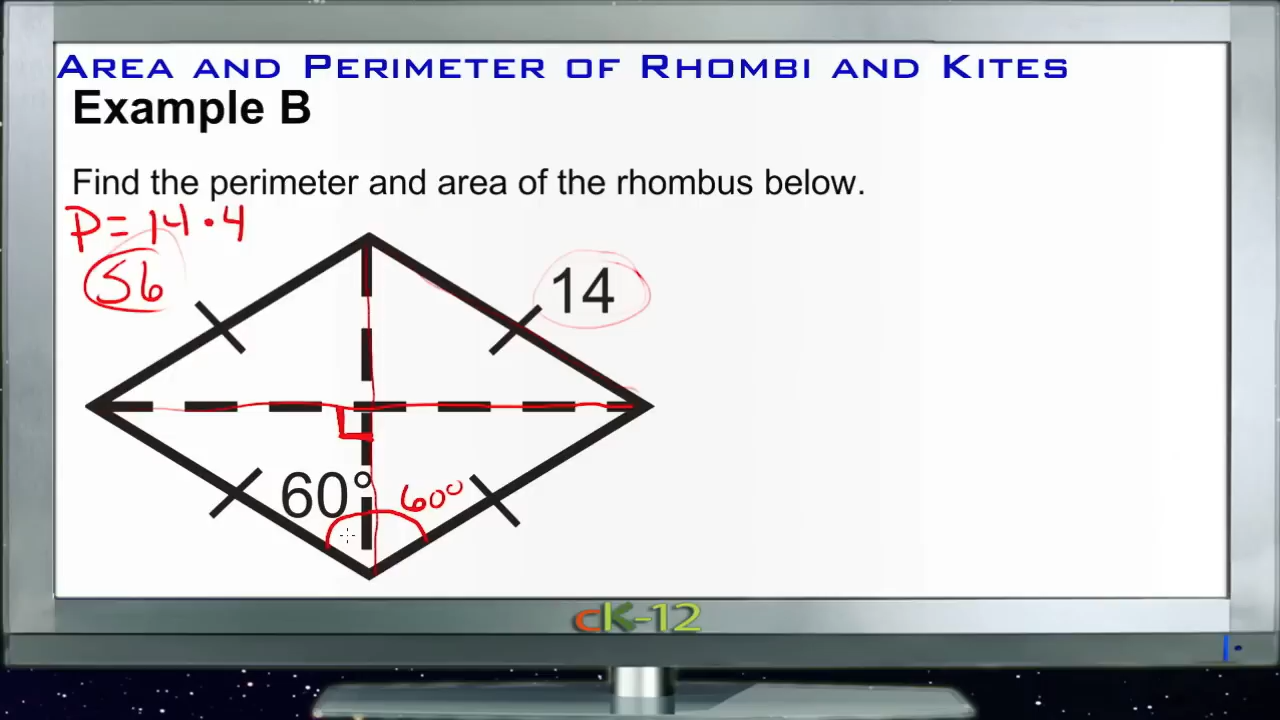 AREA AND PERIMETER OF RHOMBI AND KITES
Example B
Find the perimeter and area of the rhombus below.
P = 14 • 4
56
14
60° 60°
cK-12